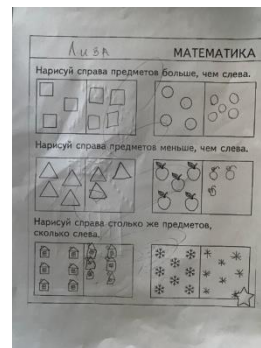 Лиза
МАТЕМАТИКА
Нарисуй справа предметов больше, чем слева.
Нарисуй справа предметов меньше, чем слева.
Нарисуй справа столько же предметов,
сколько слева.